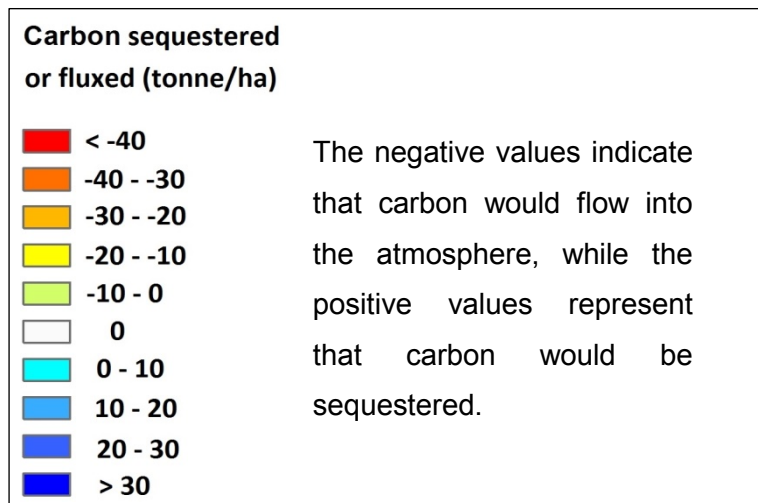 Carbon sequestered
or fluxed (tonne/ha)
< -40
-40 - -30
-30 - -20
-20 - -10
-10 - 0
0
0 - 10
10 - 20
20 - 30
> 30
The negative values indicate
that carbon would flow into
the atmosphere, while the
positive values represent
that carbon would be
sequestered.